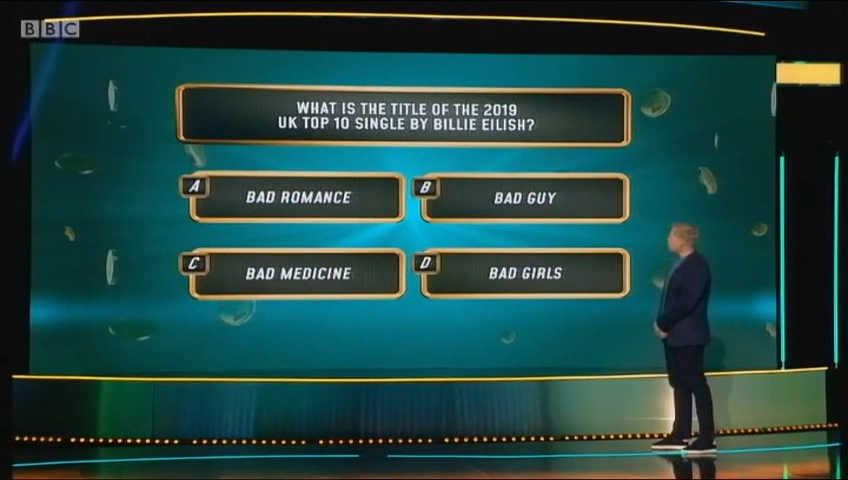 BBC
WHAT IS THE TITLE OF THE 2019
UK TOP 10 SINGLE BY BILLIE EILISH?
A BAD ROMANCE
B BAD GUY
C BAD MEDICINE
D BAD GIRLS